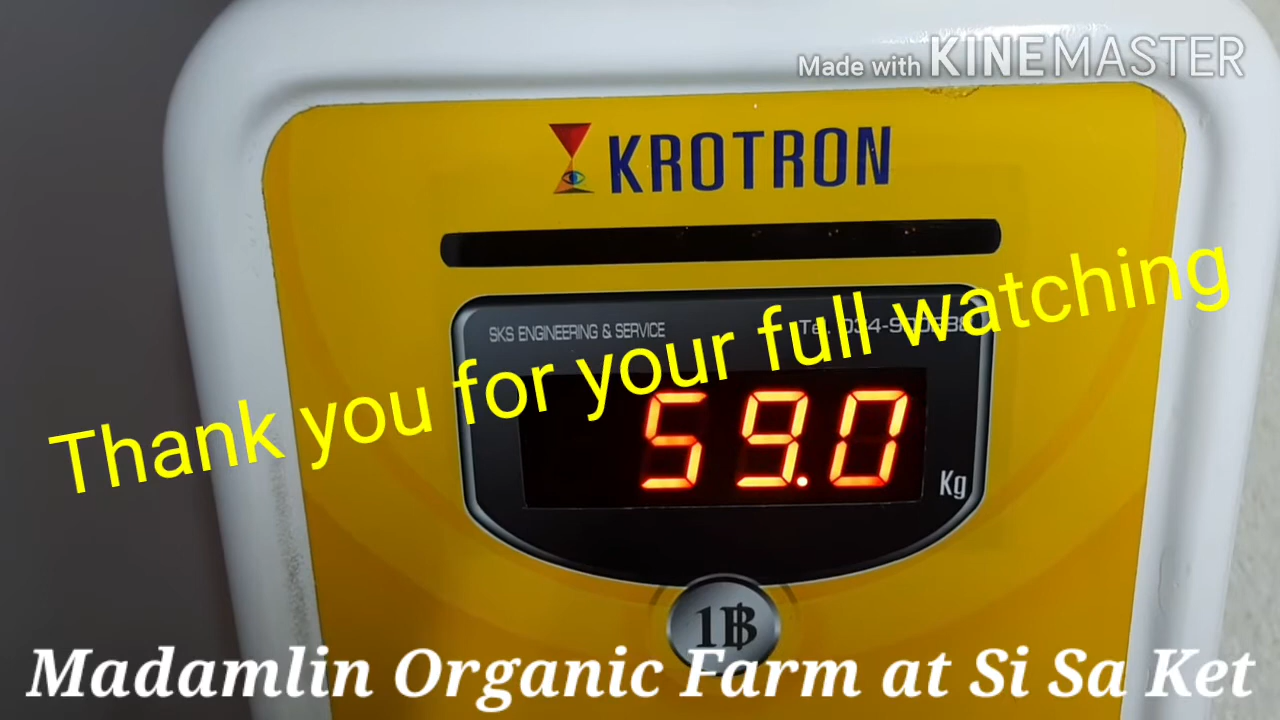 Made with KINEMASTER
KROTRON
SKS ENGINEERING & SERVICE
Thank you for your full watching
59.0
Kg
1฿
Madamlin Organic Farm at Si Sa Ket